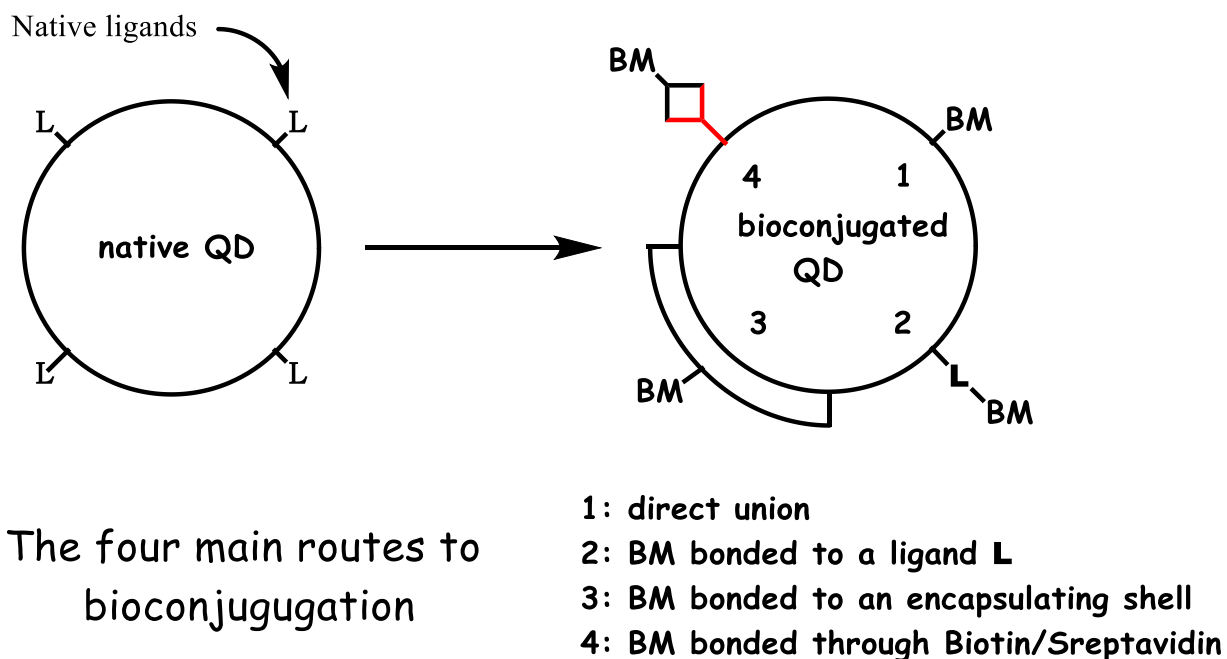 Native ligands
L
L
native QD
L
L
BM
BM
4
1
bioconjugated
QD
3
2
BM
L
BM
The four main routes to
bioconjugugation
1: direct union
2: BM bonded to a ligand L
3: BM bonded to an encapsulating shell
4: BM bonded through Biotin/Sreptavidin